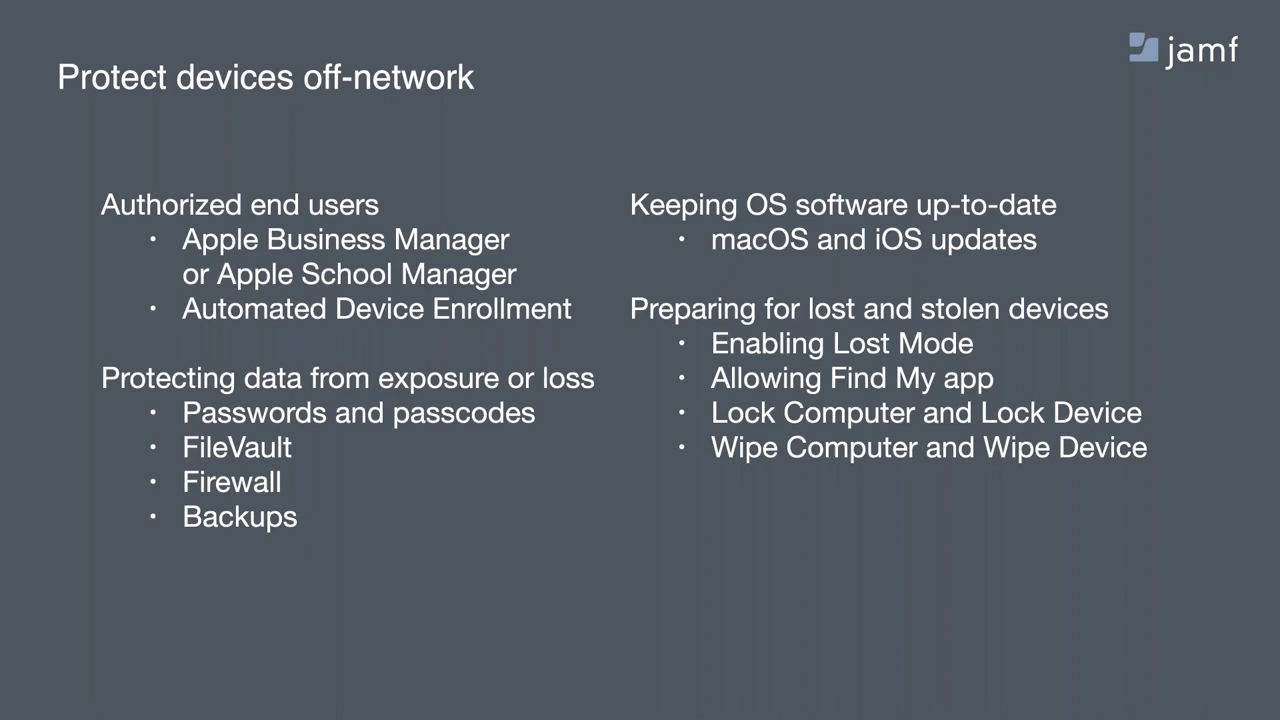 jamf
Protect devices off-network
Authorized end users
• Apple Business Manager
or Apple School Manager
• Automated Device Enrollment
Protecting data from exposure or loss
• Passwords and passcodes
• FileVault
• Firewall
• Backups
Keeping OS software up-to-date
• macOS and iOS updates
Preparing for lost and stolen devices
• Enabling Lost Mode
• Allowing Find My app
• Lock Computer and Lock Device
• Wipe Computer and Wipe Device